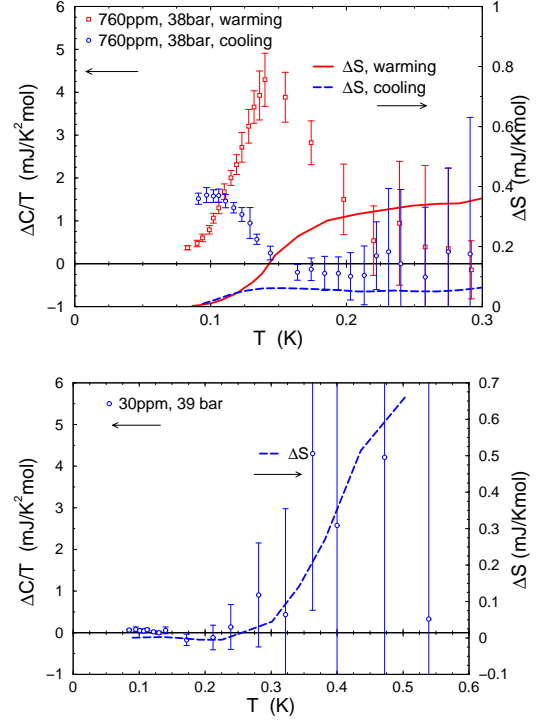 6
5
4
3
2
1
0
−1
ΔC/T (mJ/K²mol)
760ppm, 38bar, warming
760ppm, 38bar, cooling
ΔS, warming
ΔS, cooling
1
0.8
0.6
0.4
0.2
0
ΔS (mJ/Kmol)
0 0.1 0.2 0.3
T (K)
6
5
4
3
2
1
0
−1
ΔC/T (mJ/K²mol)
30ppm, 39 bar
ΔS
0.7
0.6
0.5
0.4
0.3
0.2
0.1
0
−0.1
ΔS (mJ/Kmol)
0 0.1 0.2 0.3 0.4 0.5 0.6
T (K)